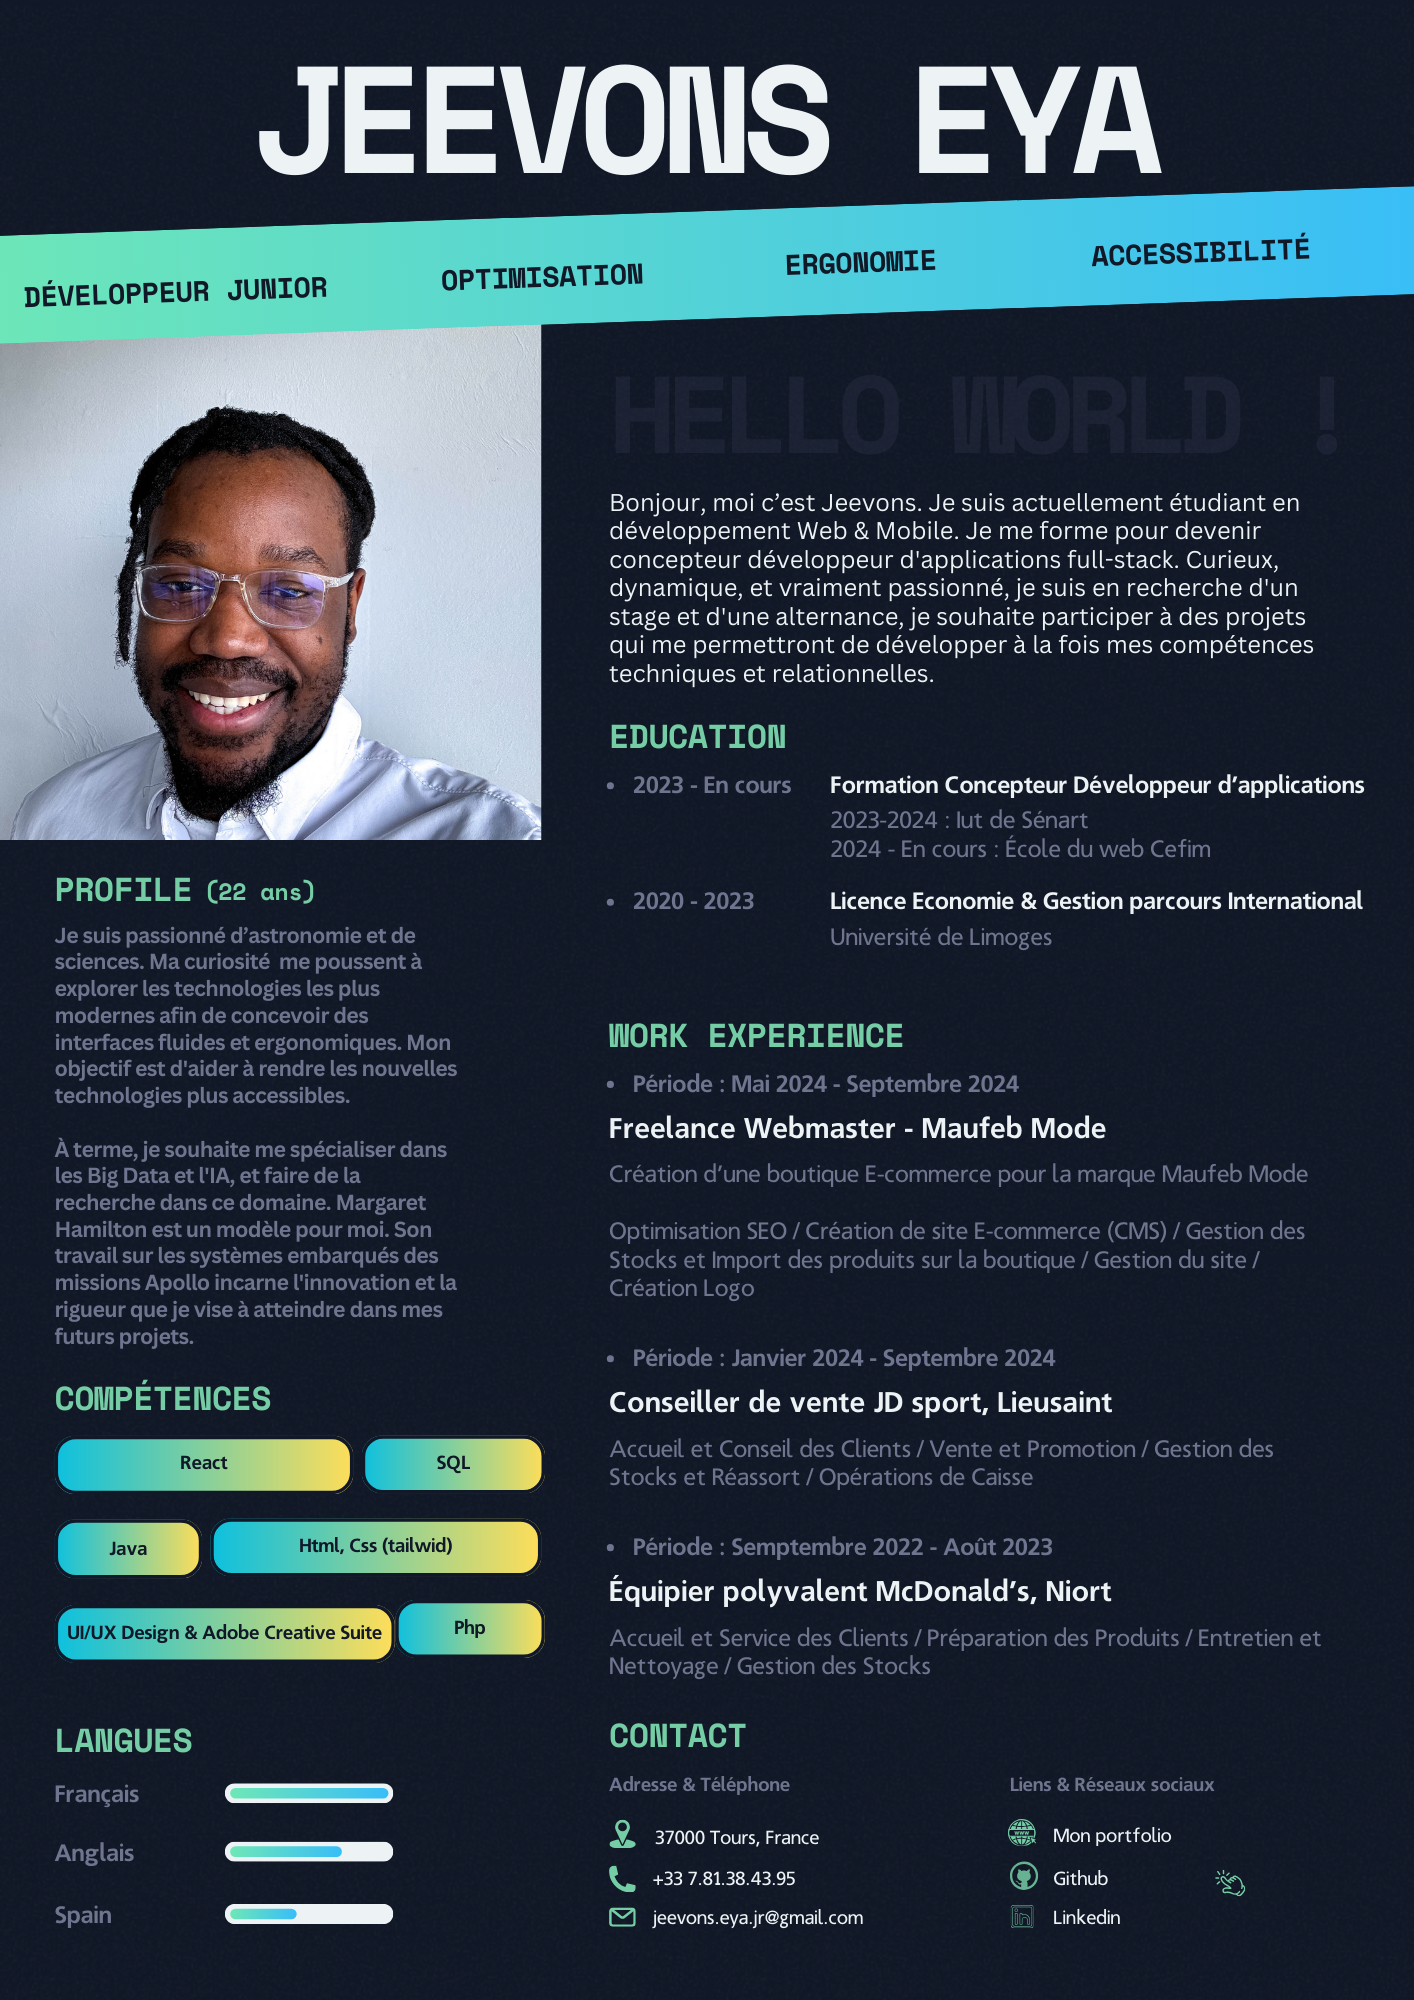 JEEVONS EYA
DÉVELOPPEUR JUNIOR
OPTIMISATION
ERGONOMIE
ACCESSIBILITÉ
HELLO WORLD !
Bonjour, moi c’est Jeevons. Je suis actuellement étudiant en
développement Web & Mobile. Je me forme pour devenir
concepteur développeur d'applications full-stack. Curieux,
dynamique, et vraiment passionné, je suis en recherche d'un
stage et d'une alternance, je souhaite participer à des projets
qui me permettront de développer à la fois mes compétences
techniques et relationnelles.
EDUCATION
• 2023 - En cours
Formation Concepteur Développeur d’applications
2023-2024 : Iut de Sénart
2024 - En cours : École du web Cefim
• 2020 - 2023
Licence Economie & Gestion parcours International
Université de Limoges
PROFILE (22 ans)
Je suis passionné d’astronomie et de
sciences. Ma curiosité  me poussent à
explorer les technologies les plus
modernes afin de concevoir des
interfaces fluides et ergonomiques. Mon
objectif est d'aider à rendre les nouvelles
technologies plus accessibles.
À terme, je souhaite me spécialiser dans
les Big Data et l'IA, et faire de la
recherche dans ce domaine. Margaret
Hamilton est un modèle pour moi. Son
travail sur les systèmes embarqués des
missions Apollo incarne l'innovation et la
rigueur que je vise à atteindre dans mes
futurs projets.
COMPÉTENCES
React
SQL
Java
Html, Css (tailwid)
UI/UX Design & Adobe Creative Suite
Php
LANGUES
Français
Anglais
Spain
WORK EXPERIENCE
• Période : Mai 2024 - Septembre 2024
Freelance Webmaster - Maufeb Mode
Création d’une boutique E-commerce pour la marque Maufeb Mode
Optimisation SEO / Création de site E-commerce (CMS) / Gestion des
Stocks et Import des produits sur la boutique / Gestion du site /
Création Logo
• Période : Janvier 2024 - Septembre 2024
Conseiller de vente JD sport, Lieusaint
Accueil et Conseil des Clients / Vente et Promotion / Gestion des
Stocks et Réassort / Opérations de Caisse
• Période : Semptembre 2022 - Août 2023
Équipier polyvalent McDonald’s, Niort
Accueil et Service des Clients / Préparation des Produits / Entretien et
Nettoyage / Gestion des Stocks
CONTACT
Adresse & Téléphone
37000 Tours, France
+33 7.81.38.43.95
jeevons.eya.jr@gmail.com
Liens & Réseaux sociaux
Mon portfolio
Github
Linkedin